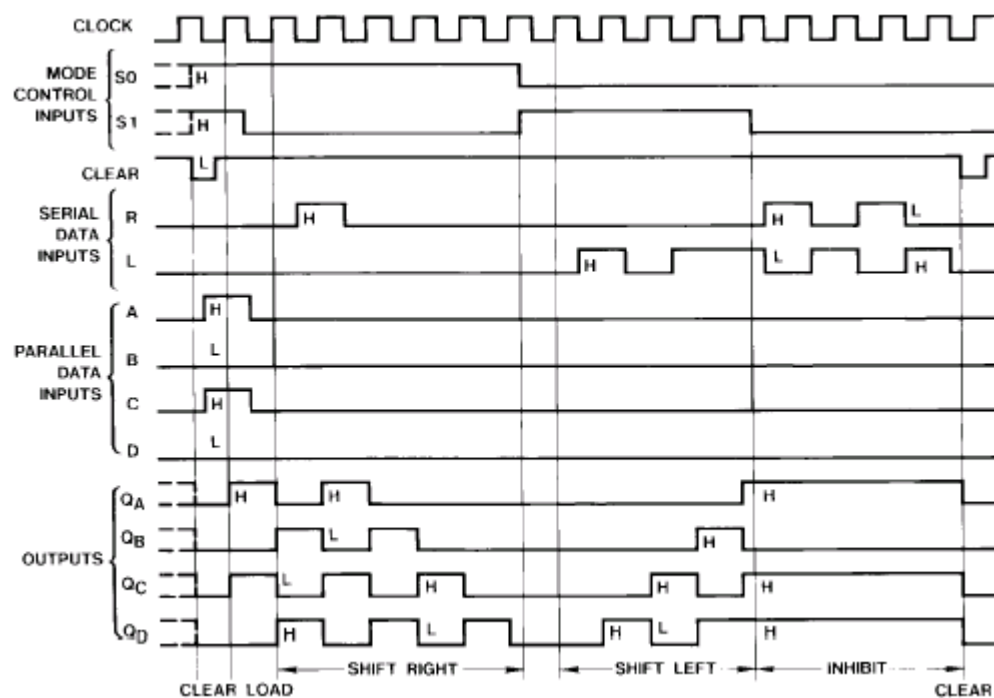 CLOCK
MODE CONTROL INPUTS
S0
H
S1
H
CLEAR
L
SERIAL DATA INPUTS
R
H
H
L
L
H
L
H
PARALLEL DATA INPUTS
A
H
B
L
C
H
D
L
OUTPUTS
QA
H
H
H
QB
L
H
QC
L
H
H
H
QD
H
L
H
L
H
SHIFT RIGHT
SHIFT LEFT
INHIBIT
CLEAR LOAD
CLEAR